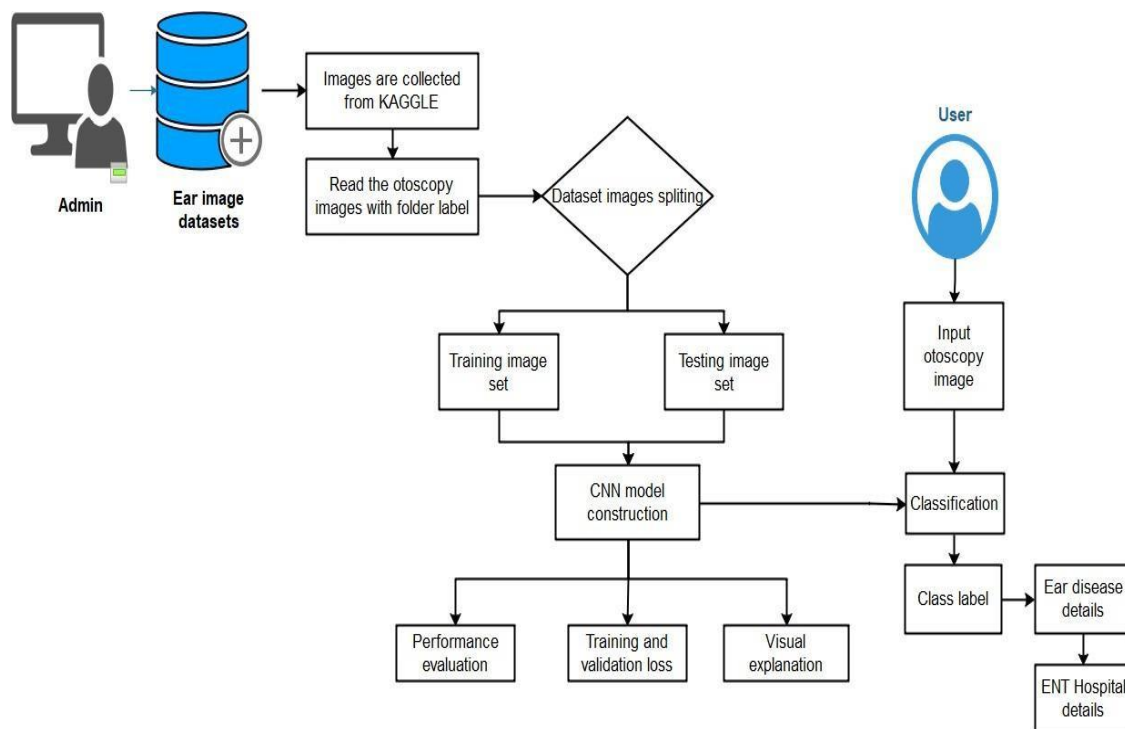 Admin
Ear image
datasets
Images are collected
from KAGGLE
Read the otoscopy
images with folder label
Dataset images spliting
User
Training image
set
Testing image
set
Input
otoscopy
image
CNN model
construction
Classification
Class label
Ear disease
details
Performance
evaluation
Training and
validation loss
Visual
explanation
ENT Hospital
details